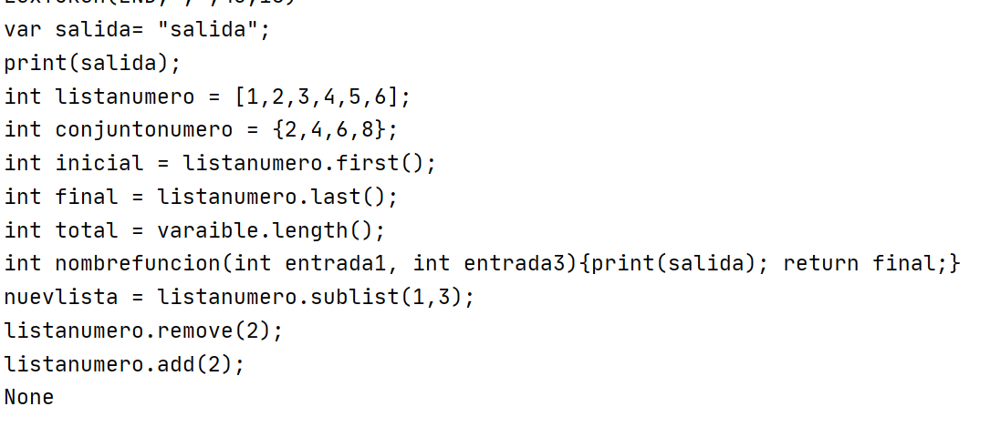 var salida= "salida";
print(salida);
int listanumero = [1,2,3,4,5,6];
int conjuntonumero = {2,4,6,8};
int inicial = listanumero.first();
int final = listanumero.last();
int total = varaible.length();
int nombrefuncion(int entrada1, int entrada3){print(salida); return final;}
nuevlista = listanumero.sublist(1,3);
listanumero.remove(2);
listanumero.add(2);
None